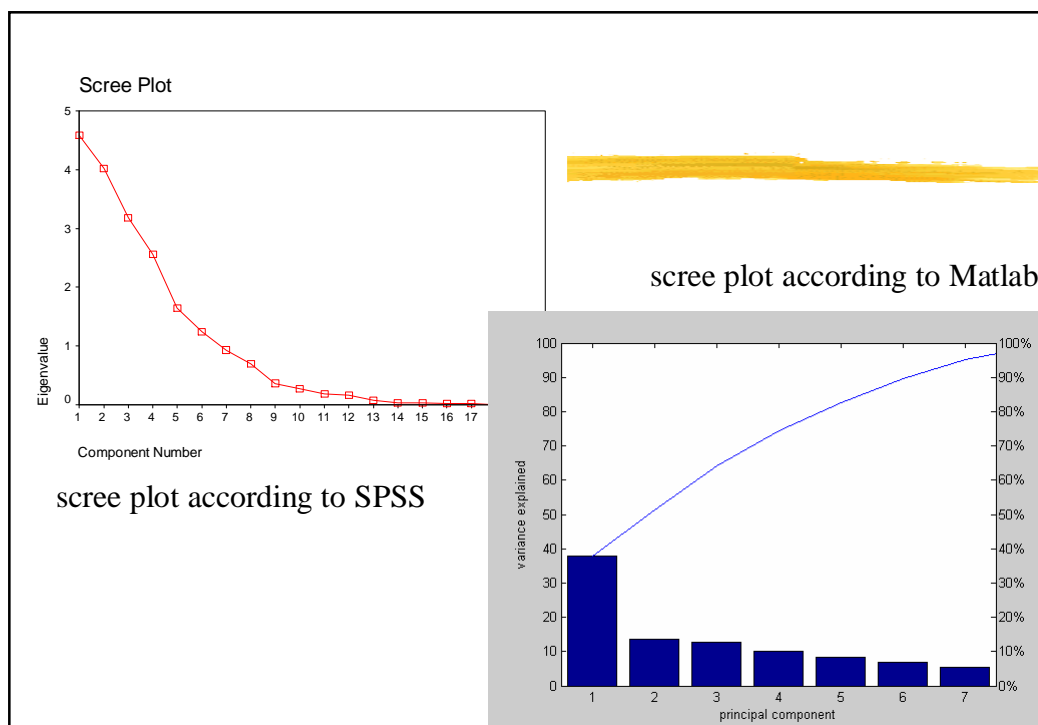 Scree Plot
5
4
3
2
1
0
Eigenvalue
1 2 3 4 5 6 7 8 9 10 11 12 13 14 15 16 17
Component Number
scree plot according to SPSS
scree plot according to Matlab
100 100%
90 90%
80 80%
70 70%
60 60%
50 50%
40 40%
30 30%
20 20%
10 10%
0 0%
variance explained
1 2 3 4 5 6 7
principal component